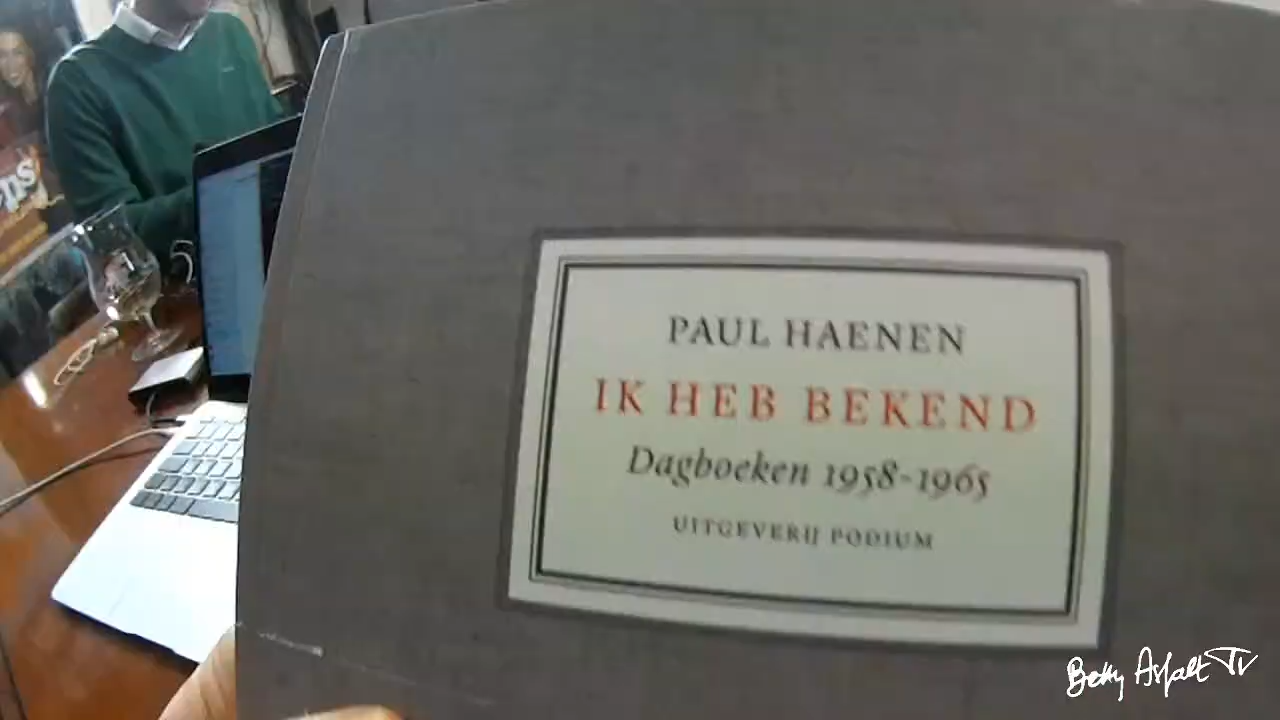 PAUL HAENEN
IK HEB BEKEND
Dagboeken 1958-1965
UITGEVERIJ PODIUM
Betty Asfalt TV